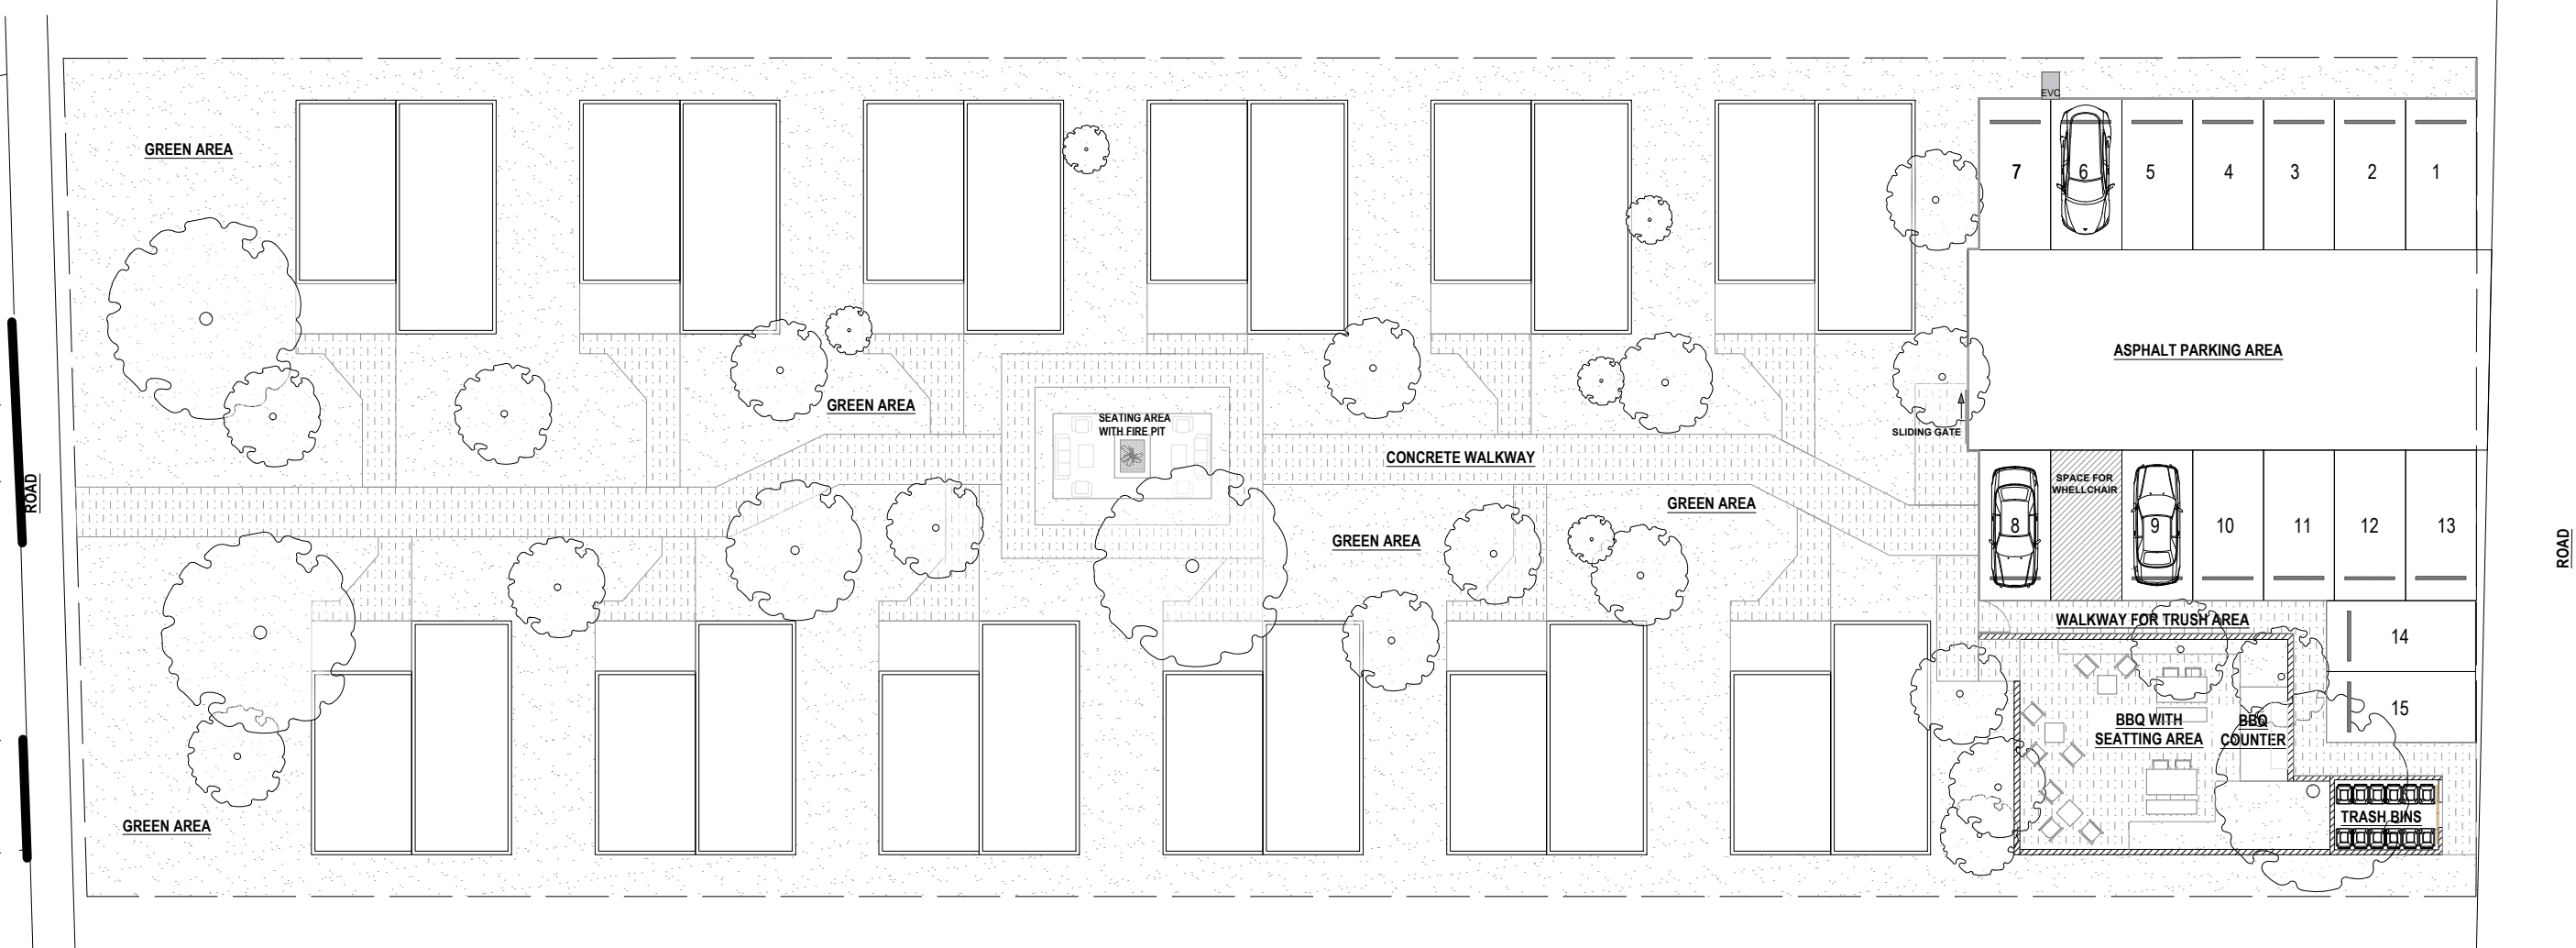 EVC
GREEN AREA
7
6
5
4
3
2
1
ASPHALT PARKING AREA
GREEN AREA
SEATING AREA
WITH FIRE PIT
SLIDING GATE
CONCRETE WALKWAY
ROAD
GREEN AREA
SPACE FOR
WHELLCHAIR
8
9
10
11
12
13
GREEN AREA
ROAD
WALKWAY FOR TRUSH AREA
14
15
BBQ WITH
SEATTING AREA
BBQ
COUNTER
TRASH BINS
GREEN AREA